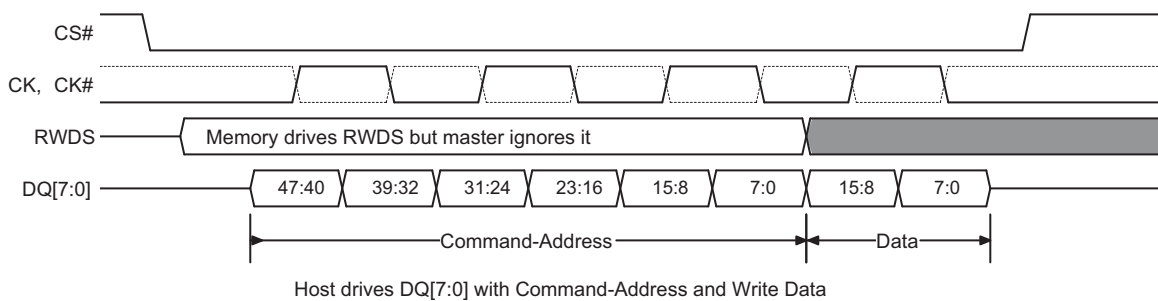 CS#
CK, CK#
RWDS Memory drives RWDS but master ignores it
DQ[7:0] 47:40 39:32 31:24 23:16 15:8 7:0 15:8 7:0
Command-Address Data
Host drives DQ[7:0] with Command-Address and Write Data